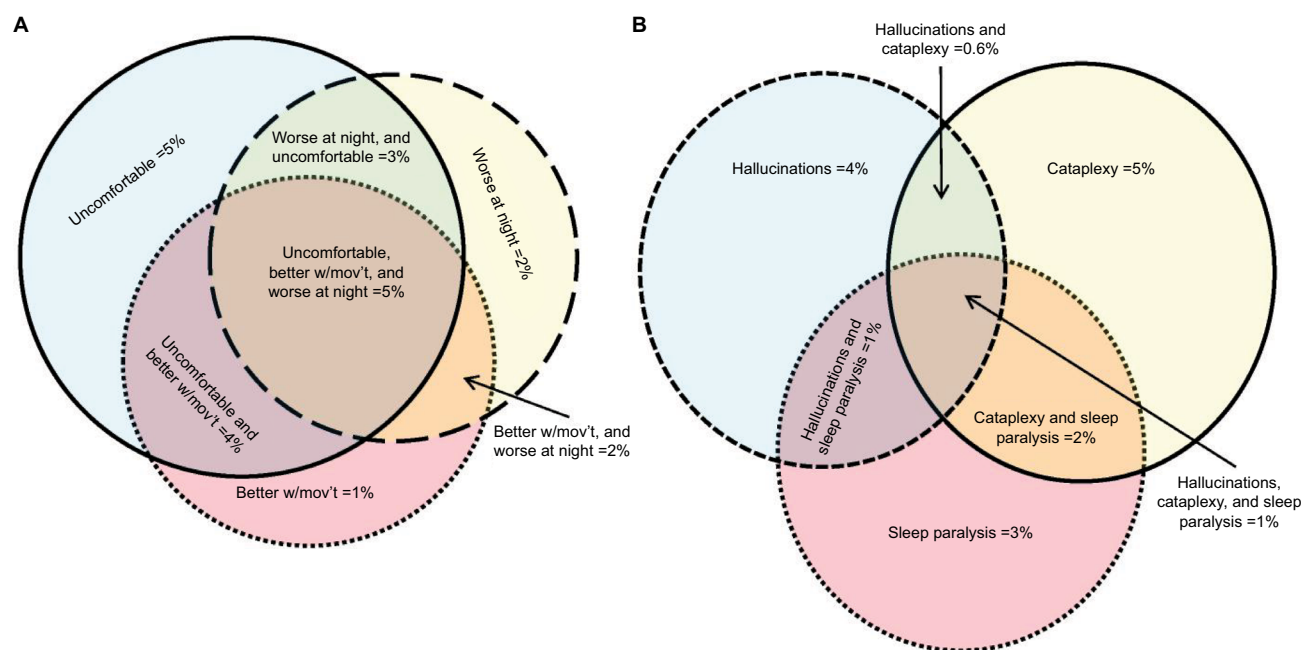 A
Uncomfortable =5%
Worse at night, and
uncomfortable =3%
Worse at
night =2%
Uncomfortable,
better w/mov’t, and
worse at night =5%
Uncomfortable and
better w/mov’t =4%
Better w/mov’t, and
worse at night =2%
Better w/mov’t =1%
B
Hallucinations and
cataplexy =0.6%
Hallucinations =4%
Cataplexy =5%
Hallucinations and
sleep paralysis =1%
Cataplexy and sleep
paralysis =2%
Hallucinations,
cataplexy, and sleep
paralysis =1%
Sleep paralysis =3%